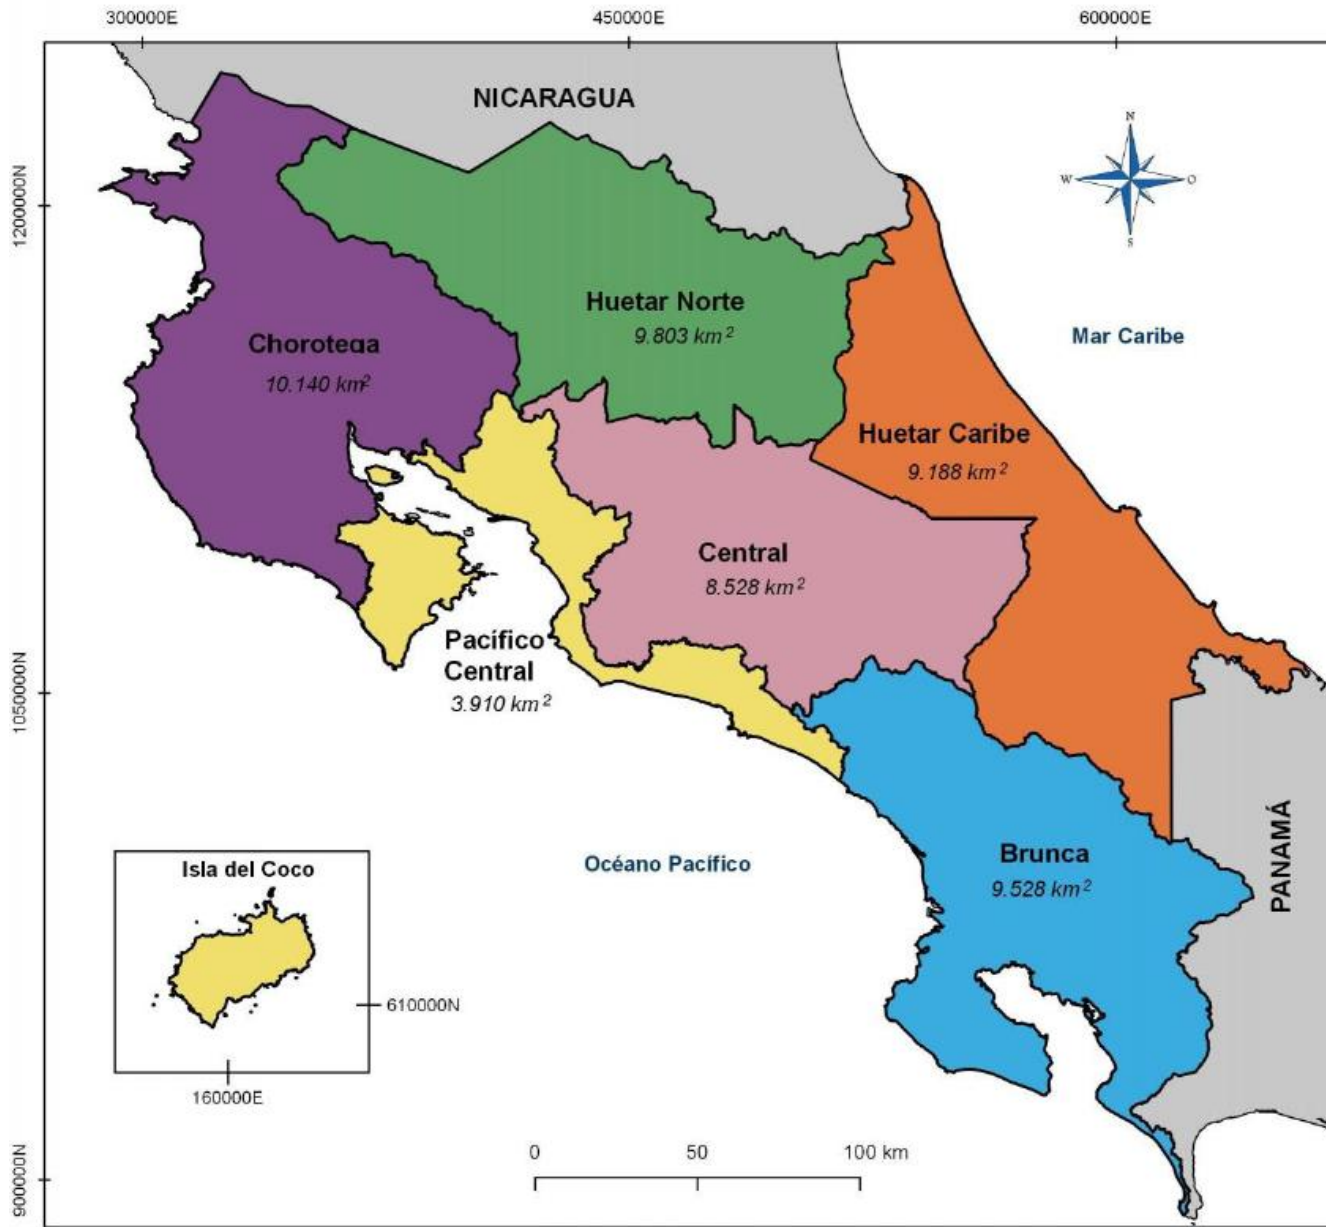 300000E
450000E
600000E
NICARAGUA
N
W
O
S
1200000N
Huetar Norte
9.803 km²
Mar Caribe
Chorotega
10.140 km²
Huetar Caribe
9.188 km²
Central
8.528 km²
Pacífico
Central
3.910 km²
1050000N
Brunca
9.528 km²
PANAMÁ
Océano Pacífico
Isla del Coco
610000N
160000E
0
50
100 km
900000N